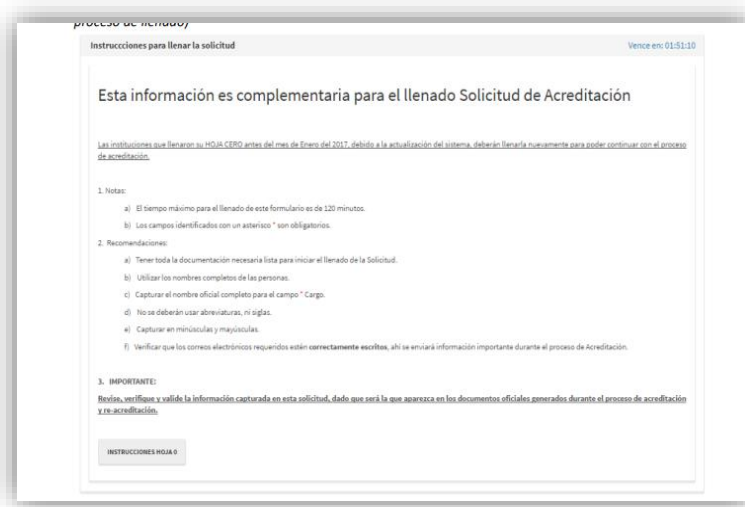 proceso de llenado)
Instruccciones para llenar la solicitud
Vence en: 01:51:10
Esta información es complementaria para el llenado Solicitud de Acreditación
Las instituciones que llenaron su HOJA CERO antes del mes de Enero del 2017, debido a la actualización del sistema, deberán llenarla nuevamente para poder continuar con el proceso
de acreditación.
1. Notas:
a) El tiempo máximo para el llenado de este formulario es de 120 minutos.
b) Los campos identificados con un asterisco * son obligatorios.
2. Recomendaciones:
a) Tener toda la documentación necesaria lista para iniciar el llenado de la Solicitud.
b) Utilizar los nombres completos de las personas.
c) Capturar el nombre oficial completo para el campo * Cargo.
d) No se deberán usar abreviaturas, ni siglas.
e) Capturar en minúsculas y mayúsculas.
f) Verificar que los correos electrónicos requeridos estén correctamente escritos, ahí se enviará información importante durante el proceso de Acreditación.
3. IMPORTANTE:
Revise, verifique y valide la información capturada en esta solicitud, dado que será la que aparezca en los documentos oficiales generados durante el proceso de acreditación
y re-acreditación.
INSTRUCCIONES HOJA 0